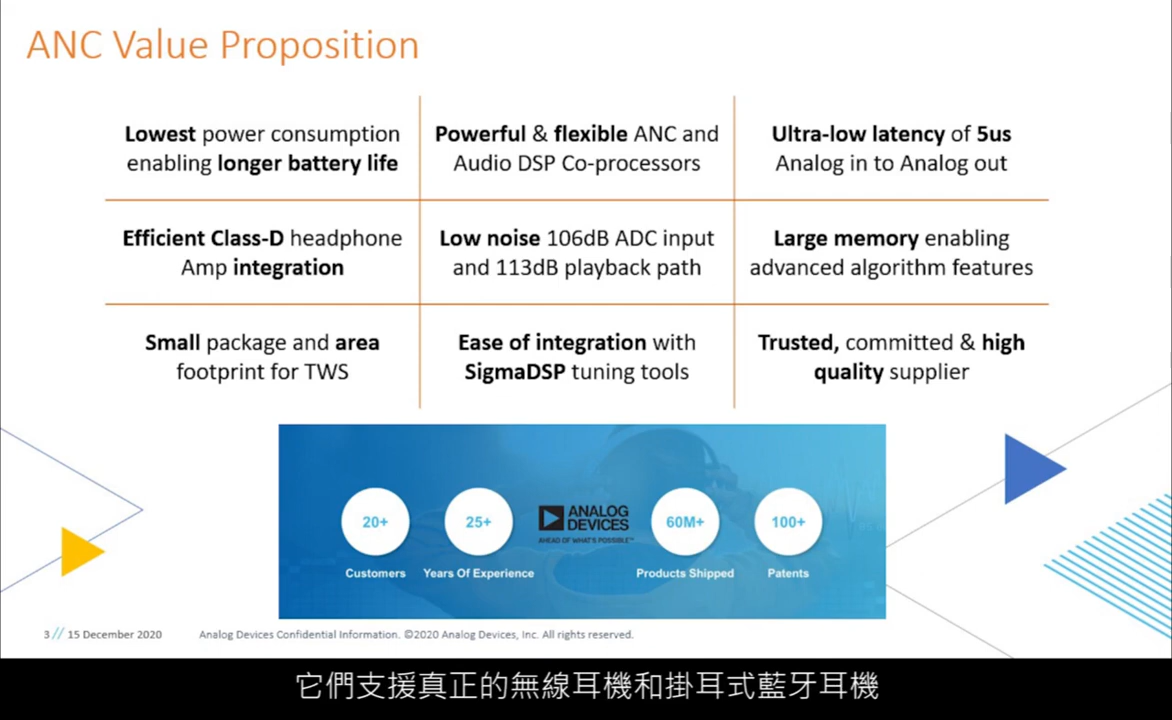 ANC Value Proposition
Lowest power consumption
enabling longer battery life
Powerful & flexible ANC and
Audio DSP Co-processors
Ultra-low latency of 5us
Analog in to Analog out
Efficient Class-D headphone
Amp integration
Low noise 106dB ADC input
and 113dB playback path
Large memory enabling
advanced algorithm features
Small package and area
footprint for TWS
Ease of integration with
SigmaDSP tuning tools
Trusted, committed & high
quality supplier
20+
Customers
25+
Years Of Experience
ANALOG
DEVICES
AHEAD OF WHAT'S POSSIBLE™
60M+
Products Shipped
100+
Patents
3 // 15 December 2020
Analog Devices Confidential Information. ©2020 Analog Devices, Inc. All rights reserved.
它們支援真正的無線耳機和掛耳式藍牙耳機